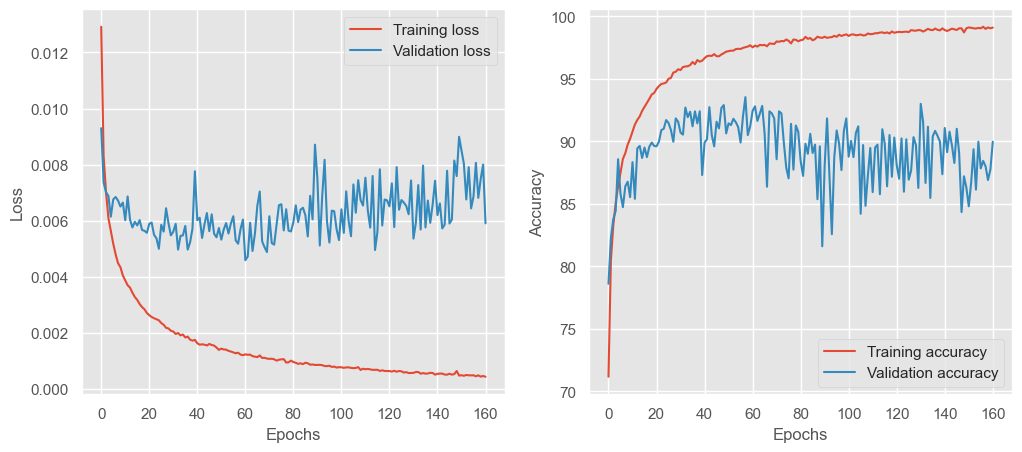 Training loss
Validation loss
0.012
0.010
0.008
0.006
0.004
0.002
0.000
Loss
0 20 40 60 80 100 120 140 160
Epochs
100
95
90
85
80
75
70
Accuracy
Training accuracy
Validation accuracy
0 20 40 60 80 100 120 140 160
Epochs